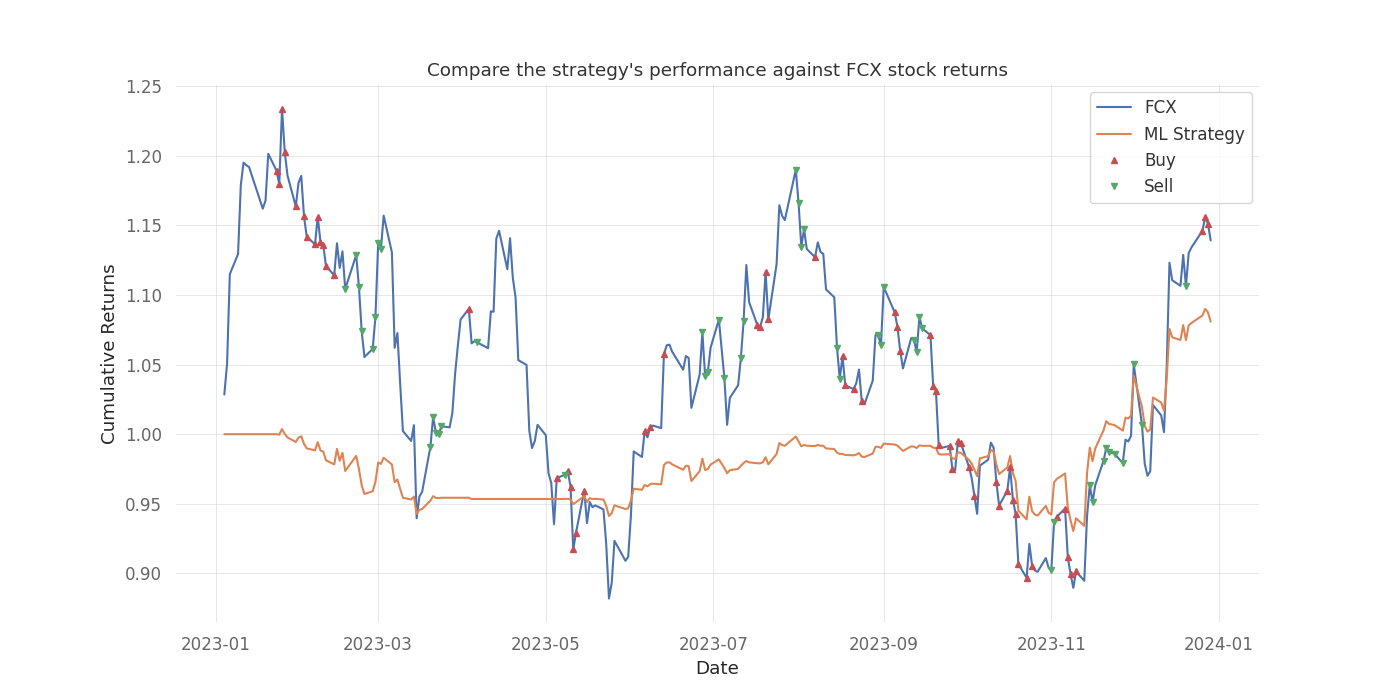 Compare the strategy's performance against FCX stock returns
1.25
1.20
1.15
1.10
1.05
1.00
0.95
0.90
Cumulative Returns
FCX
ML Strategy
Buy
Sell
2023-01
2023-03
2023-05
2023-07
2023-09
2023-11
2024-01
Date